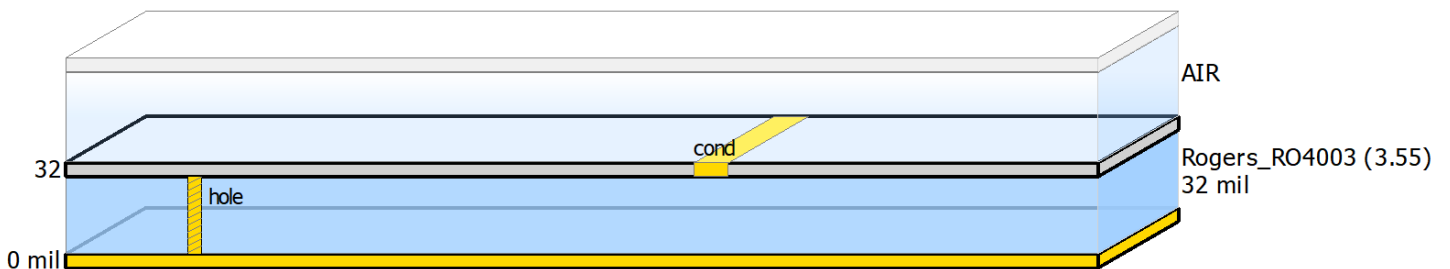 AIR
cond
32
Rogers_RO4003 (3.55)
32 mil
hole
0 mil